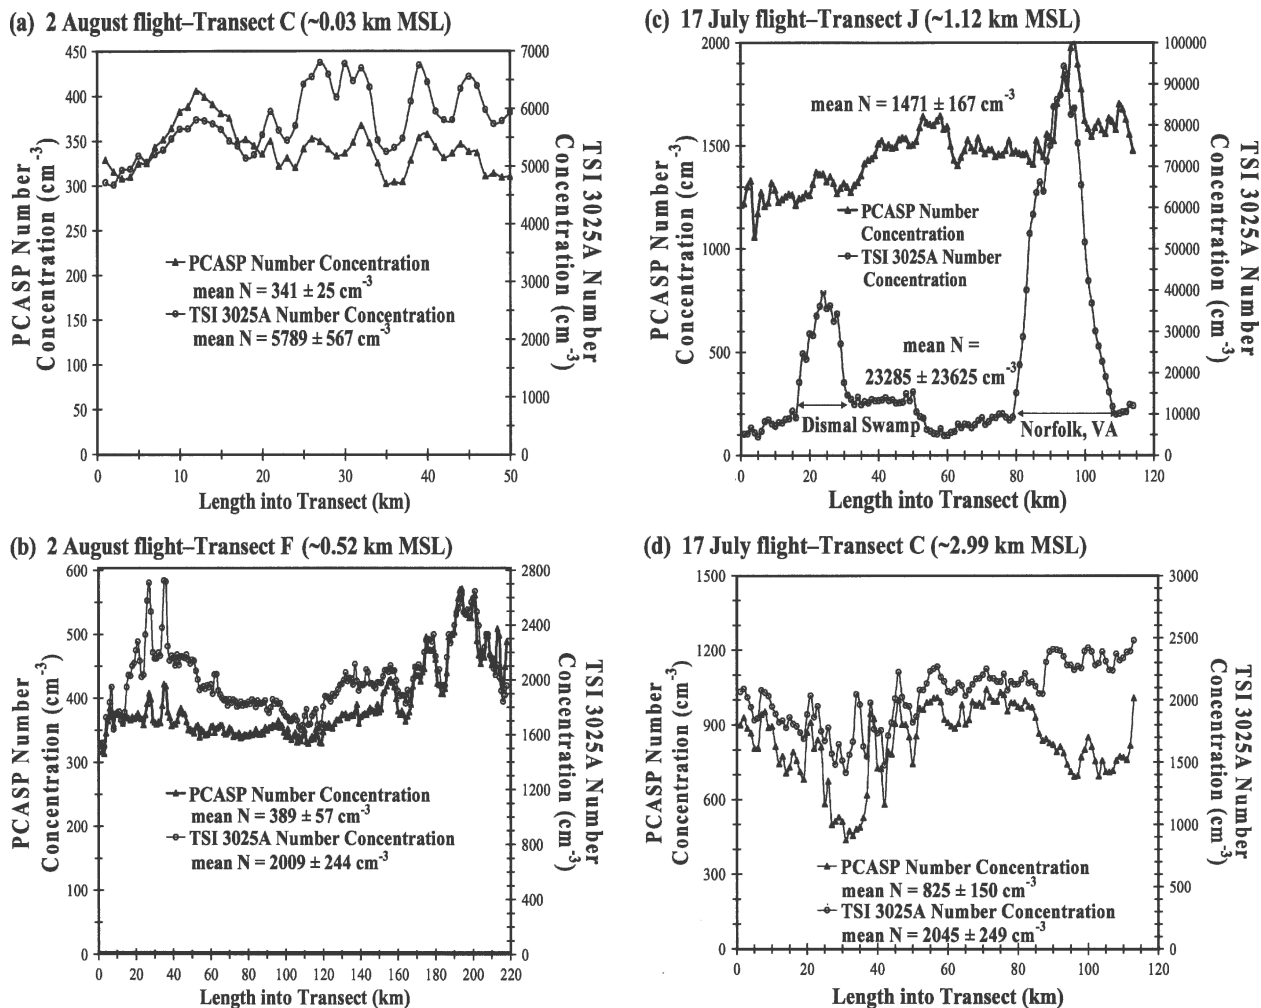 (a) 2 August flight–Transect C (~0.03 km MSL)
450
400
350
300
250
200
150
100
50
0
7000
6000
5000
4000
3000
2000
1000
0
PCASP Number
Concentration (cm-3)
TSI 3025A Number
Concentration (cm-3)
PCASP Number Concentration
mean N = 341 ± 25 cm-3
TSI 3025A Number Concentration
mean N = 5789 ± 567 cm-3
0 10 20 30 40 50
Length into Transect (km)
(b) 2 August flight–Transect F (~0.52 km MSL)
600
500
400
300
200
100
0
2800
2400
2000
1600
1200
800
400
0
PCASP Number
Concentration (cm-3)
TSI 3025A Number
Concentration (cm-3)
PCASP Number Concentration
mean N = 389 ± 57 cm-3
TSI 3025A Number Concentration
mean N = 2009 ± 244 cm-3
0 20 40 60 80 100 120 140 160 180 200 220
Length into Transect (km)
(c) 17 July flight–Transect J (~1.12 km MSL)
2000
1500
1000
500
0
100000
90000
80000
70000
60000
50000
40000
30000
20000
10000
0
PCASP Number
Concentration (cm-3)
TSI 3025A Number
Concentration (cm-3)
mean N = 1471 ± 167 cm-3
PCASP Number
Concentration
TSI 3025A Number
Concentration
mean N =
23285 ± 23625 cm-3
Dismal Swamp
Norfolk, VA
0 20 40 60 80 100 120
Length into Transect (km)
(d) 17 July flight–Transect C (~2.99 km MSL)
1500
1200
900
600
300
0
3000
2500
2000
1500
1000
500
0
PCASP Number
Concentration (cm-3)
TSI 3025A Number
Concentration (cm-3)
PCASP Number Concentration
mean N = 825 ± 150 cm-3
TSI 3025A Number Concentration
mean N = 2045 ± 249 cm-3
0 20 40 60 80 100 120
Length into Transect (km)